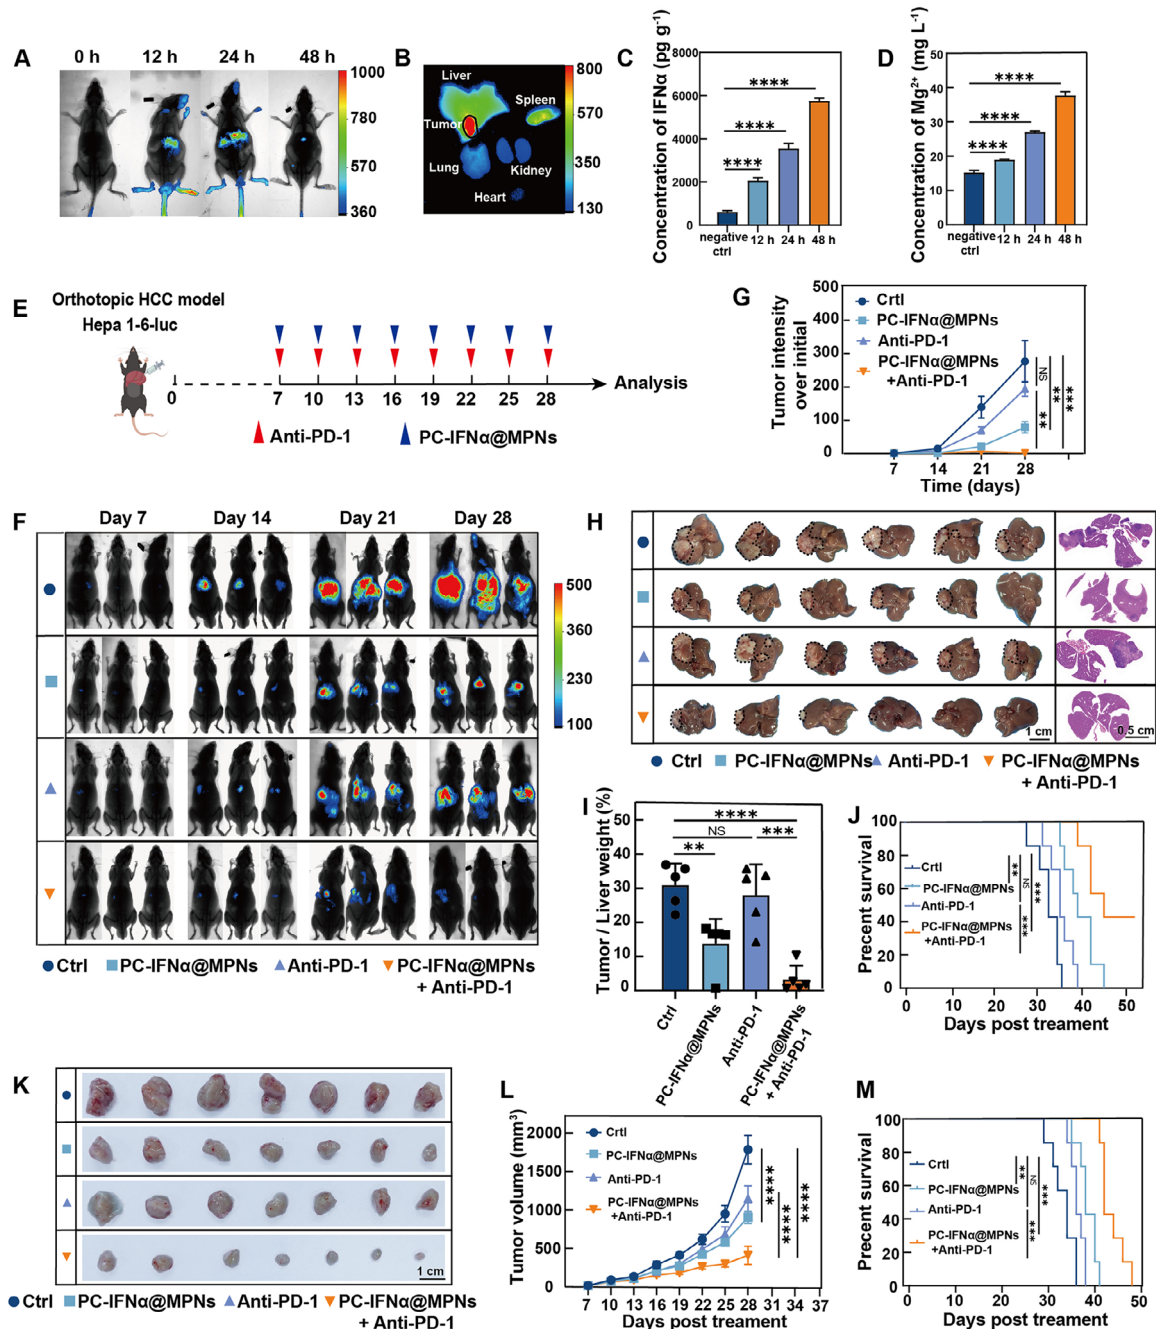 A
0 h
12 h
24 h
48 h
1000
780
670
570
360
B
Liver
Spleen
Tumor
Lung
Kidney
Heart
800
570
350
130
C
Concentration of IFNα (pg g⁻¹)
8000
6000
4000
2000
0
****
****
****
negative
ctrl
12 h
24 h
48 h
D
Concentration of Mg²⁺ (mg L⁻¹)
50
40
30
20
10
0
****
****
****
negative
ctrl
12 h
24 h
48 h
E
Orthotopic HCC model
Hepa 1-6-luc
0
7
10
13
16
19
22
25
28
Analysis
Anti-PD-1
PC-IFNα@MPNs
G
Tumor intensity
over initial
500
400
300
200
100
0
Crtl
PC-IFNα@MPNs
Anti-PD-1
PC-IFNα@MPNs
+Anti-PD-1
NS
**
**
***
7
14
21
28
Time (days)
F
Day 7
Day 14
Day 21
Day 28
500
360
230
100
Ctrl
PC-IFNα@MPNs
Anti-PD-1
PC-IFNα@MPNs
+ Anti-PD-1
H
1 cm
0.5 cm
Ctrl
PC-IFNα@MPNs
Anti-PD-1
PC-IFNα@MPNs
+ Anti-PD-1
I
Tumor / Liver weight (%)
50
40
30
20
10
0
****
NS
***
**
Ctrl
PC-IFNα@MPNs
Anti-PD-1
PC-IFNα@MPNs
+ Anti-PD-1
J
Precent survival
100
80
60
40
20
0
Crtl
PC-IFNα@MPNs
Anti-PD-1
PC-IFNα@MPNs
+Anti-PD-1
**
NS
***
***
0
10
20
30
40
50
Days post treament
K
1 cm
Ctrl
PC-IFNα@MPNs
Anti-PD-1
PC-IFNα@MPNs
+ Anti-PD-1
L
Tumor volume (mm³)
2000
1500
1000
500
0
Crtl
PC-IFNα@MPNs
Anti-PD-1
PC-IFNα@MPNs
+Anti-PD-1
****
****
****
7
10
13
16
19
22
25
28
31
34
37
Days post treament
M
Precent survival
100
80
60
40
20
0
Crtl
PC-IFNα@MPNs
Anti-PD-1
PC-IFNα@MPNs
+Anti-PD-1
**
NS
***
***
0
10
20
30
40
50
Days post treament